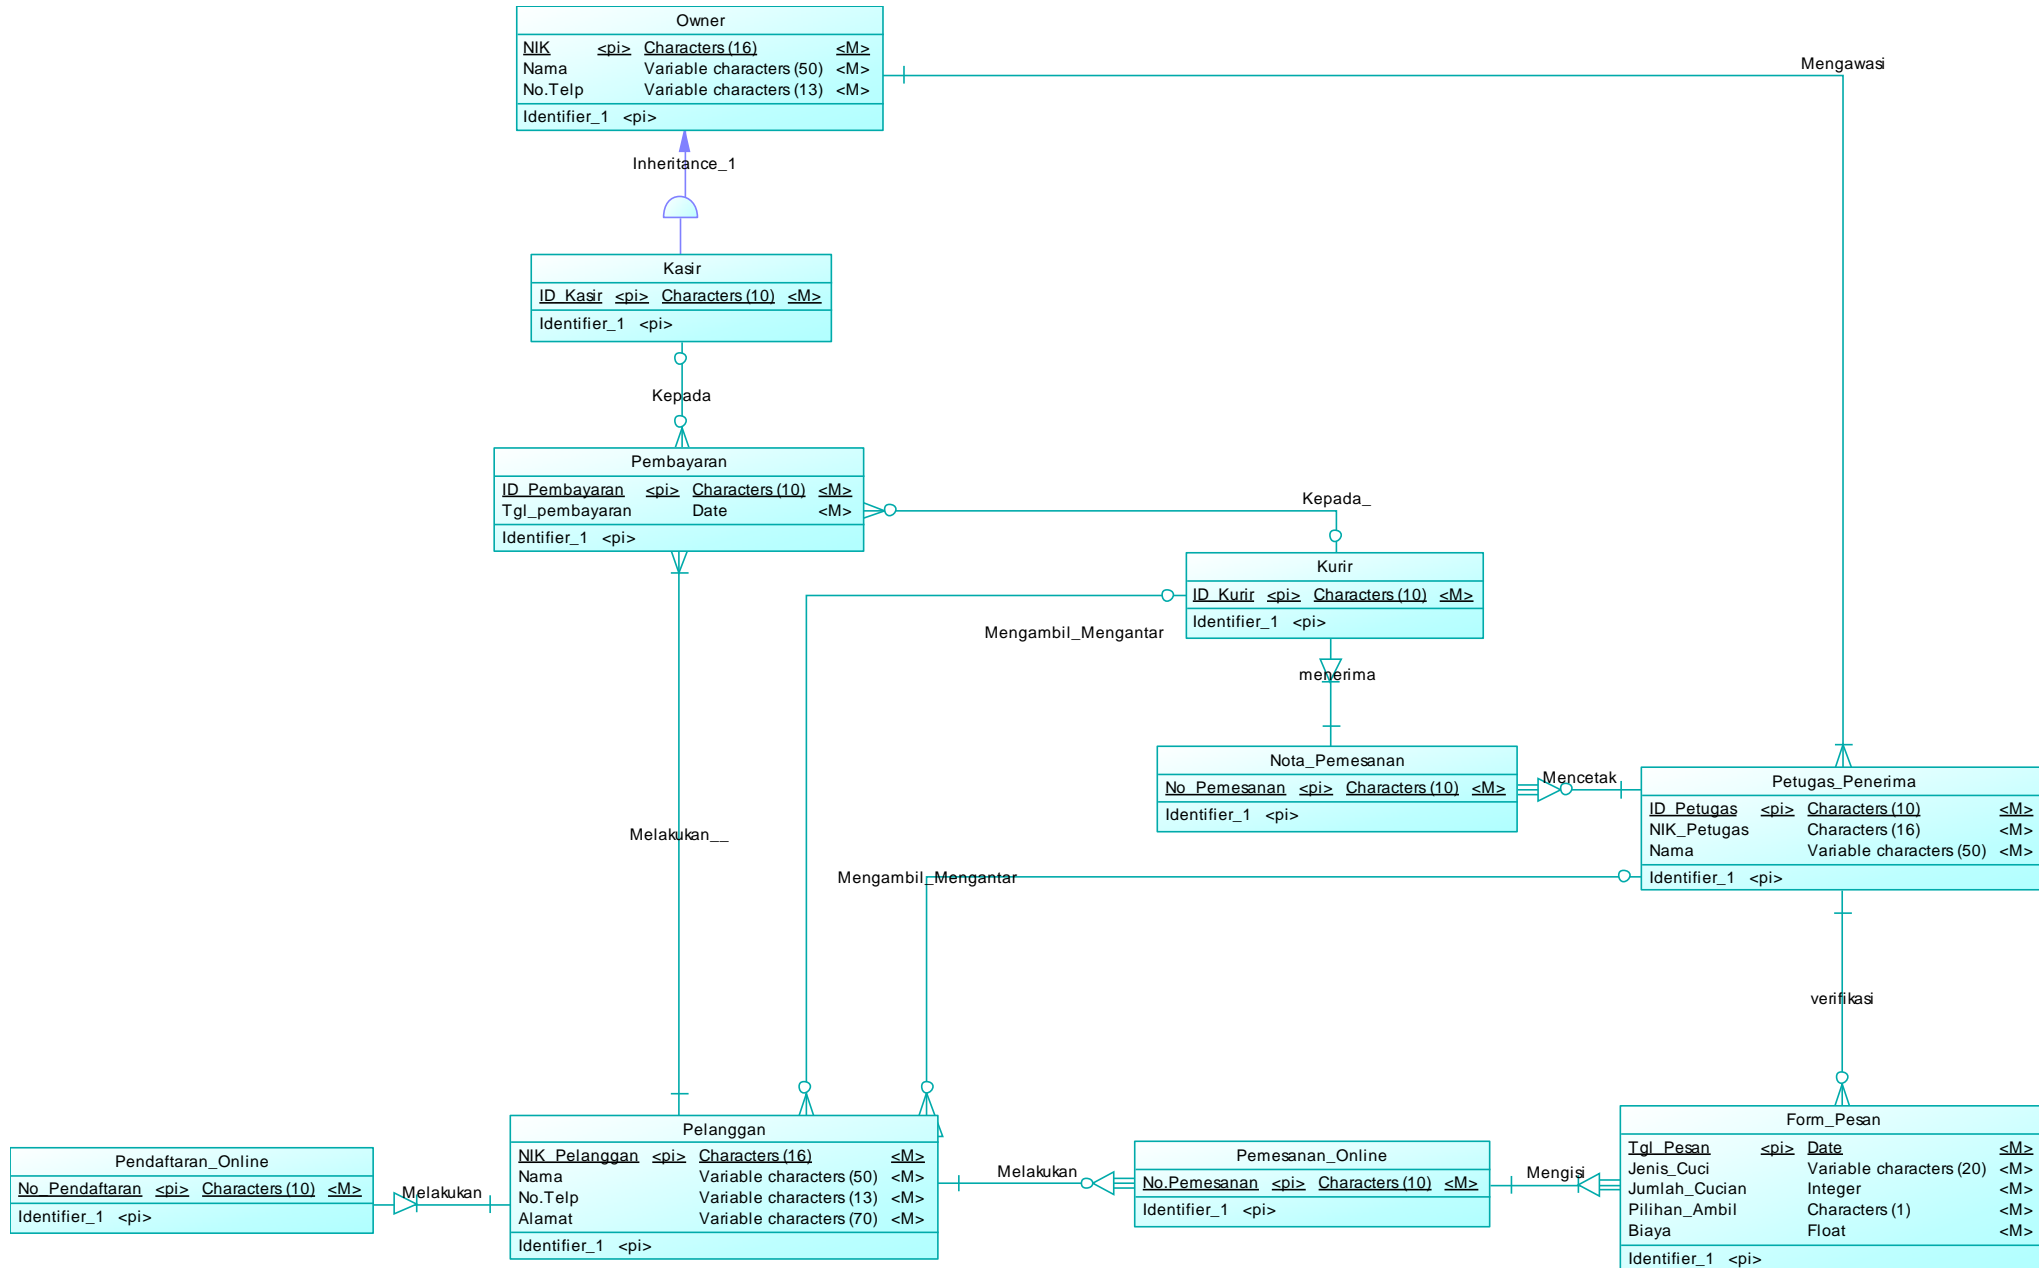 Owner
NIK <pi> Characters (16) <M>
Nama Variable characters (50) <M>
No.Telp Variable characters (13) <M>
Identifier_1 <pi>
Mengawasi
Inheritance_1
Kasir
ID_Kasir <pi> Characters (10) <M>
Identifier_1 <pi>
Kepada
Pembayaran
ID_Pembayaran <pi> Characters (10) <M>
Tgl_pembayaran Date <M>
Identifier_1 <pi>
Kepada_
Kurir
ID_Kurir <pi> Characters (10) <M>
Identifier_1 <pi>
Mengambil_Mengantar
menerima
Nota_Pemesanan
No_Pemesanan <pi> Characters (10) <M>
Identifier_1 <pi>
Mencetak
Petugas_Penerima
ID_Petugas <pi> Characters (10) <M>
NIK_Petugas Characters (16) <M>
Nama Variable characters (50) <M>
Identifier_1 <pi>
Melakukan__
Mengambil_Mengantar
verifikasi
Pelanggan
NIK_Pelanggan <pi> Characters (16) <M>
Nama Variable characters (50) <M>
No.Telp Variable characters (13) <M>
Alamat Variable characters (70) <M>
Identifier_1 <pi>
Pendaftaran_Online
No_Pendaftaran <pi> Characters (10) <M>
Identifier_1 <pi>
Melakukan
Melakukan
Pemesanan_Online
No.Pemesanan <pi> Characters (10) <M>
Identifier_1 <pi>
Mengisi
Form_Pesan
Tgl_Pesan <pi> Date <M>
Jenis_Cuci Variable characters (20) <M>
Jumlah_Cucian Integer <M>
Pilihan_Ambil Characters (1) <M>
Biaya Float <M>
Identifier_1 <pi>